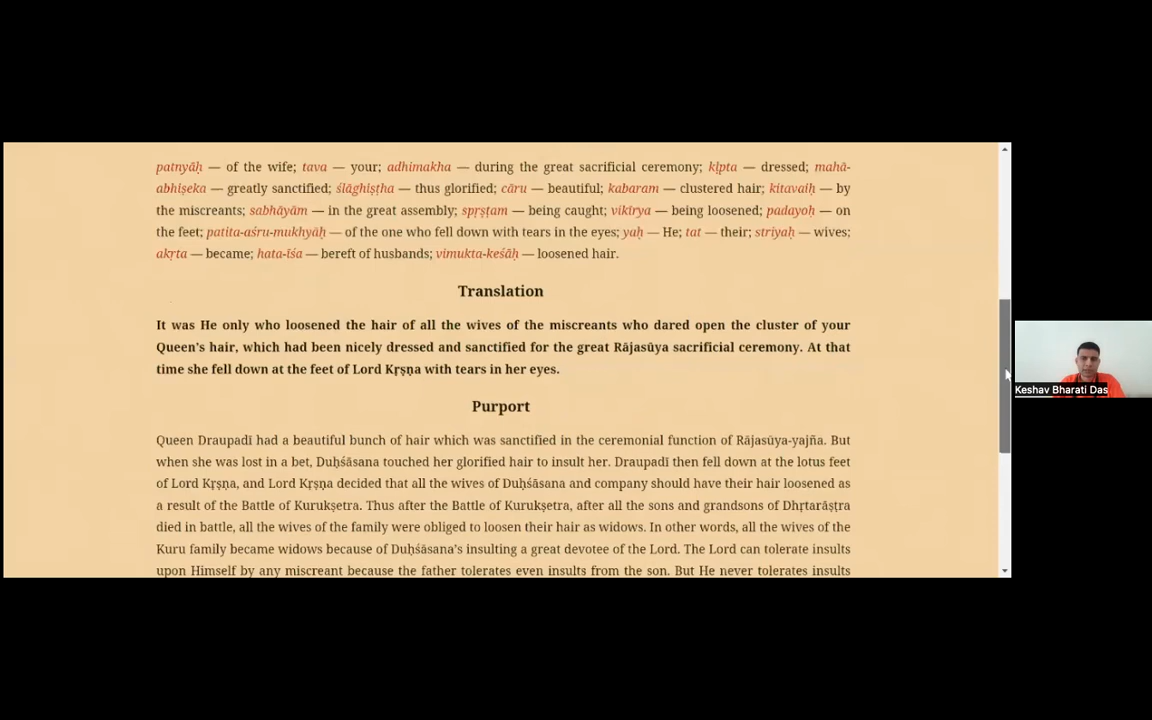 patnyāḥ — of the wife; tava — your; adhimakha — during the great sacrificial ceremony; kḷpta — dressed; mahā-
abhiṣeka — greatly sanctified; ślāghiṣṭha — thus glorified; cāru — beautiful; kabaram — clustered hair; kitavaiḥ — by
the miscreants; sabhāyām — in the great assembly; spṛṣṭam — being caught; vikīrya — being loosened; padayoḥ — on
the feet; patita-aśru-mukhyāḥ — of the one who fell down with tears in the eyes; yaḥ — He; tat — their; striyaḥ — wives;
akṛta — became; hata-īśa — bereft of husbands; vimukta-keśāḥ — loosened hair.
Translation
It was He only who loosened the hair of all the wives of the miscreants who dared open the cluster of your
Queen's hair, which had been nicely dressed and sanctified for the great Rājasūya sacrificial ceremony. At that
time she fell down at the feet of Lord Kṛṣṇa with tears in her eyes.
Purport
Queen Draupadī had a beautiful bunch of hair which was sanctified in the ceremonial function of Rājasūya-yajña. But
when she was lost in a bet, Duḥśāsana touched her glorified hair to insult her. Draupadī then fell down at the lotus feet
of Lord Kṛṣṇa, and Lord Kṛṣṇa decided that all the wives of Duḥśāsana and company should have their hair loosened as
a result of the Battle of Kurukṣetra. Thus after the Battle of Kurukṣetra, after all the sons and grandsons of Dhṛtarāṣṭra
died in battle, all the wives of the family were obliged to loosen their hair as widows. In other words, all the wives of the
Kuru family became widows because of Duḥśāsana's insulting a great devotee of the Lord. The Lord can tolerate insults
upon Himself by any miscreant because the father tolerates even insults from the son. But He never tolerates insults
Keshav Bharati Das